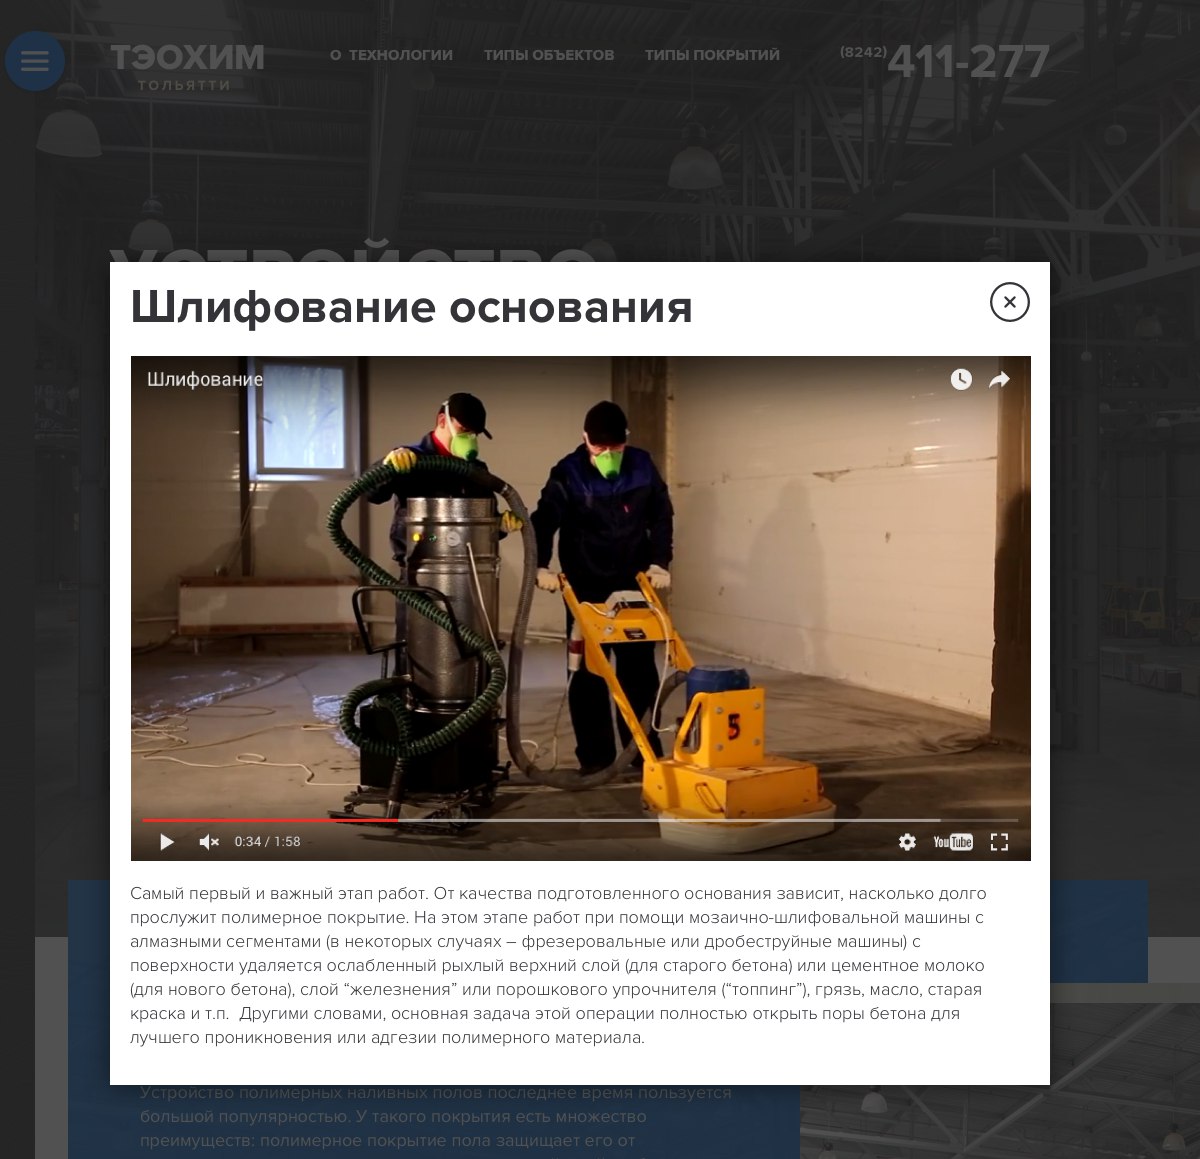 ТЭОХИМ
ТОЛЬЯТТИ
О ТЕХНОЛОГИИ
ТИПЫ ОБЪЕКТОВ
ТИПЫ ПОКРЫТИЙ
(8242) 411-277
УСТРОЙСТВО
Шлифование основания
Шлифование
5
0:34 / 1:58
YouTube
Самый первый и важный этап работ. От качества подготовленного основания зависит, насколько долго
прослужит полимерное покрытие. На этом этапе работ при помощи мозаично-шлифовальной машины с
алмазными сегментами (в некоторых случаях – фрезеровальные или дробеструйные машины) с
поверхности удаляется ослабленный рыхлый верхний слой (для старого бетона) или цементное молоко
(для нового бетона), слой “железнения” или порошкового упрочнителя (“топпинг”), грязь, масло, старая
краска и т.п.  Другими словами, основная задача этой операции полностью открыть поры бетона для
лучшего проникновения или адгезии полимерного материала.
Устройство полимерных наливных полов последнее время пользуется
большой популярностью. У такого покрытия есть множество
преимуществ: полимерное покрытие пола защищает его от